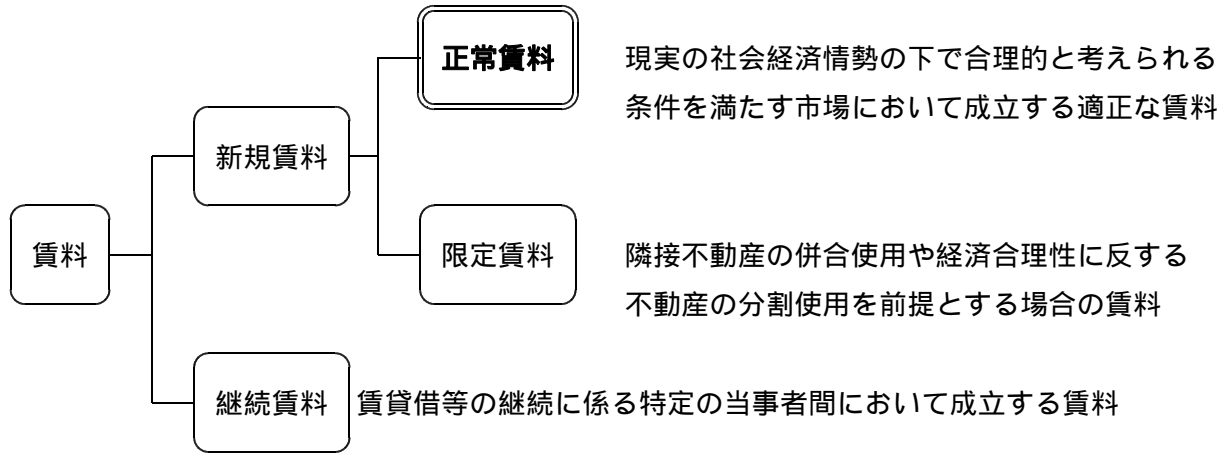 正常賃料
現実の社会経済情勢の下で合理的と考えられる
条件を満たす市場において成立する適正な賃料
新規賃料
賃料
限定賃料
隣接不動産の併合使用や経済合理性に反する
不動産の分割使用を前提とする場合の賃料
継続賃料
賃貸借等の継続に係る特定の当事者間において成立する賃料